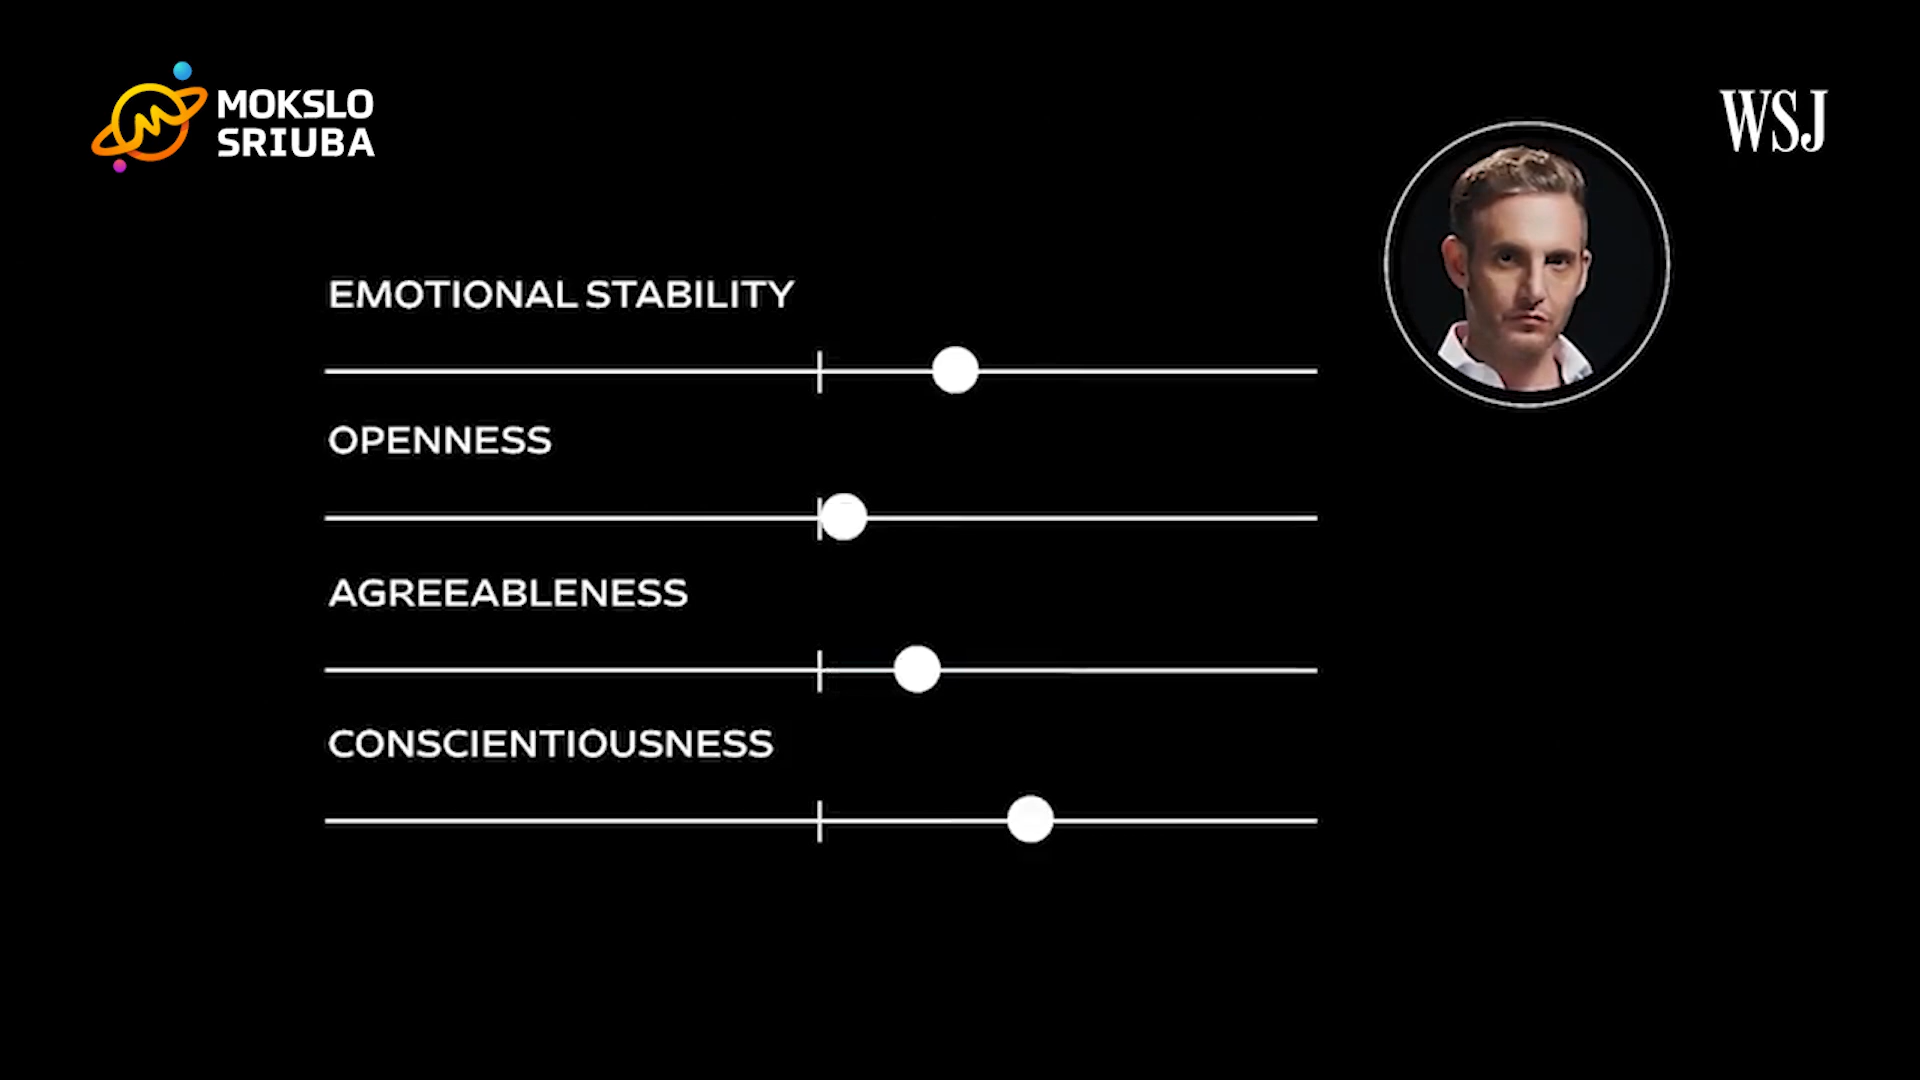 MOKSLO
SRIUBA
WSJ
EMOTIONAL STABILITY
OPENNESS
AGREEABLENESS
CONSCIENTIOUSNESS